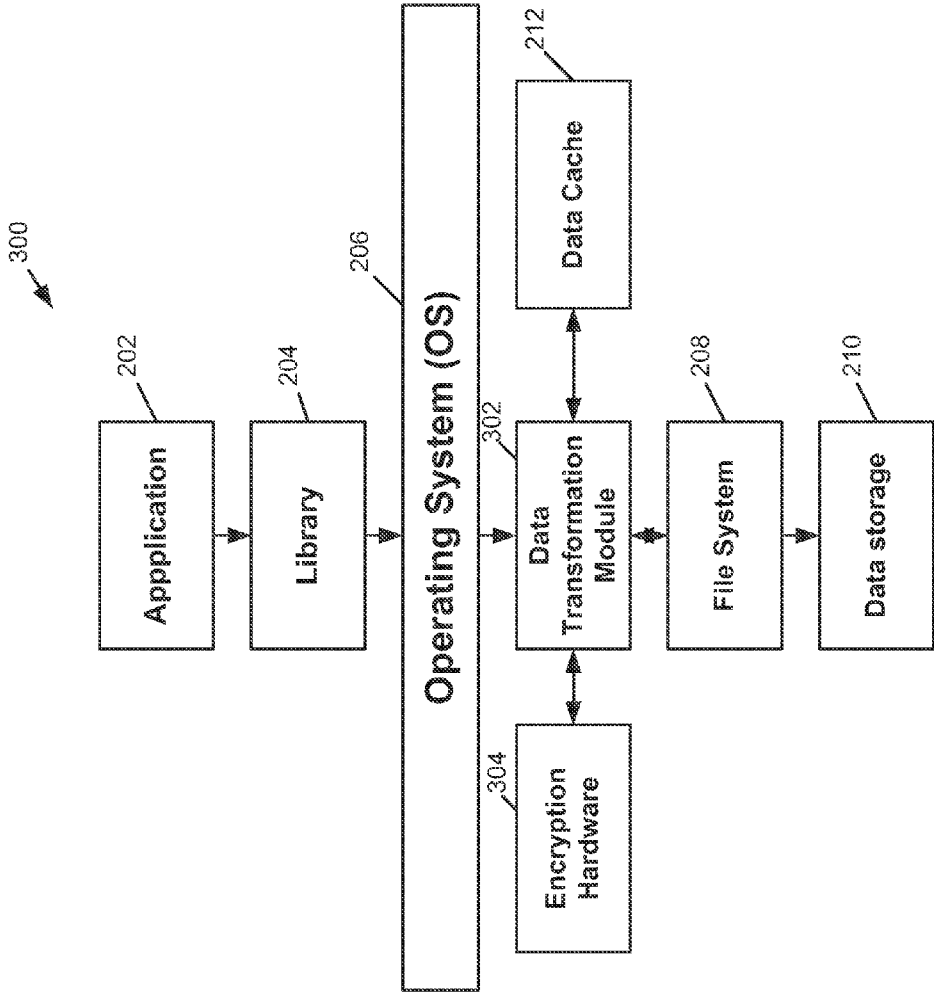 300
Appplication
202
Library
204
Operating System (OS)
206
Encryption
Hardware
304
Data
Transformation
Module
302
Data Cache
212
File System
208
Data storage
210